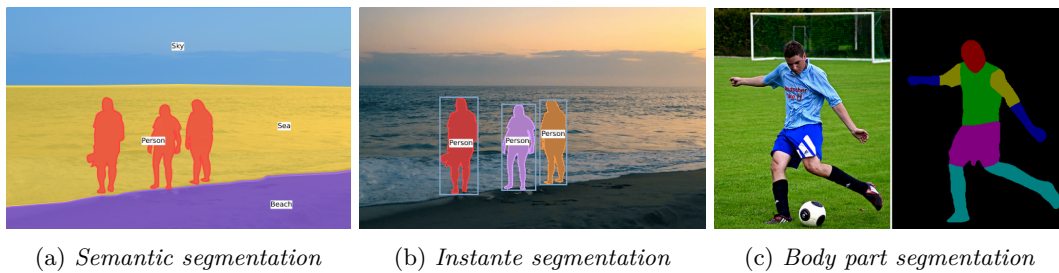 Sky
Sea
Person
Beach
Person
Person
Person
(a) Semantic segmentation
(b) Instante segmentation
(c) Body part segmentation